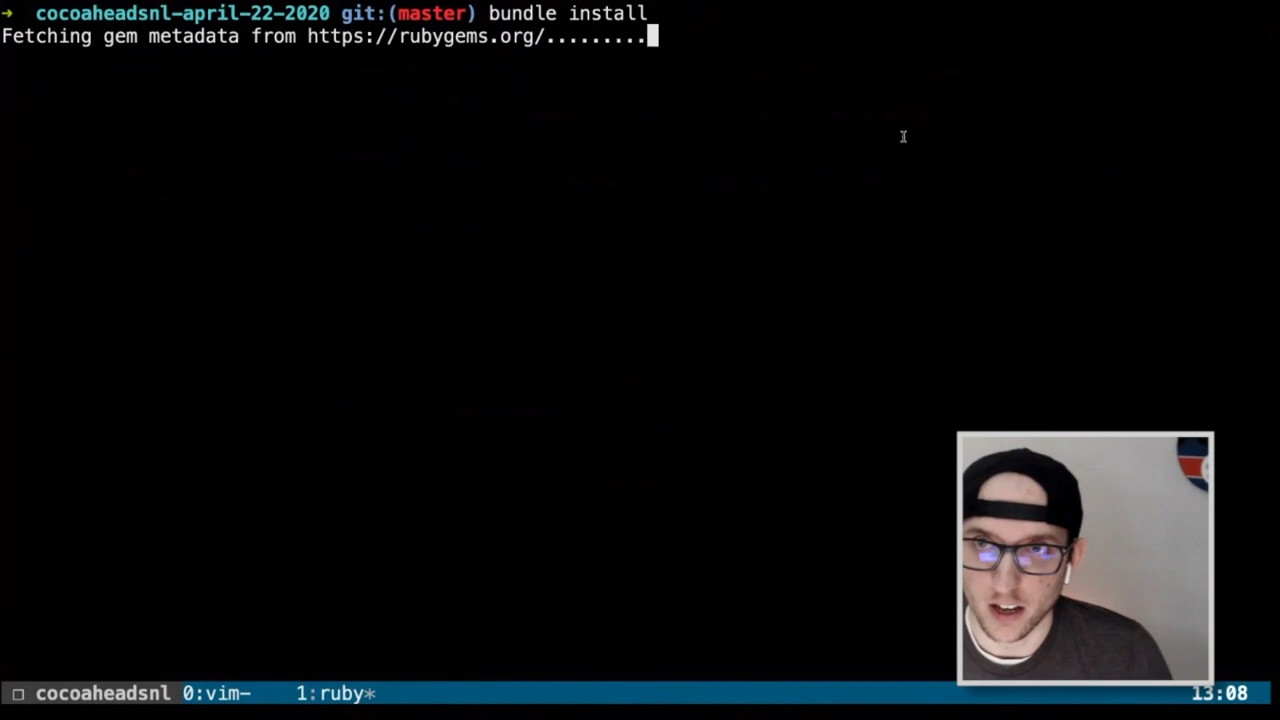 ➜ cocoaheadsnl-april-22-2020 git:(master) bundle install
Fetching gem metadata from https://rubygems.org/.........
□ cocoaheadsnl 0:vim- 1:ruby* 13:08